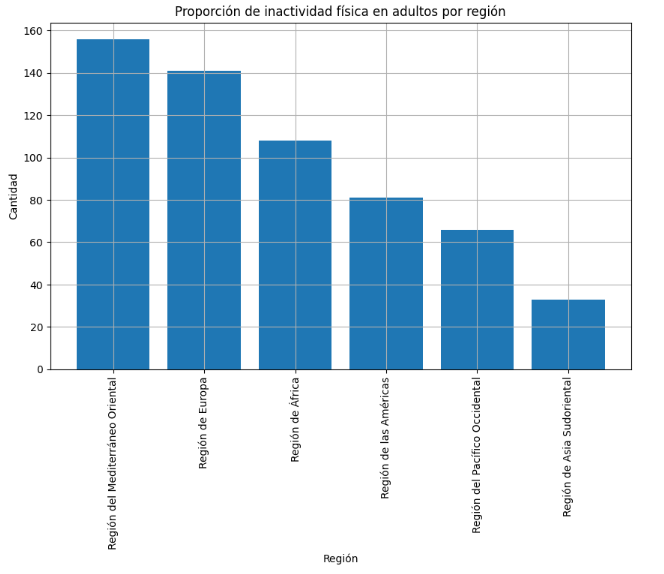 Proporción de inactividad física en adultos por región
160
140
120
100
80
60
40
20
0
Cantidad
Región del Mediterráneo Oriental
Región de Europa
Región de África
Región de las Américas
Región del Pacífico Occidental
Región de Asia Sudoriental
Región